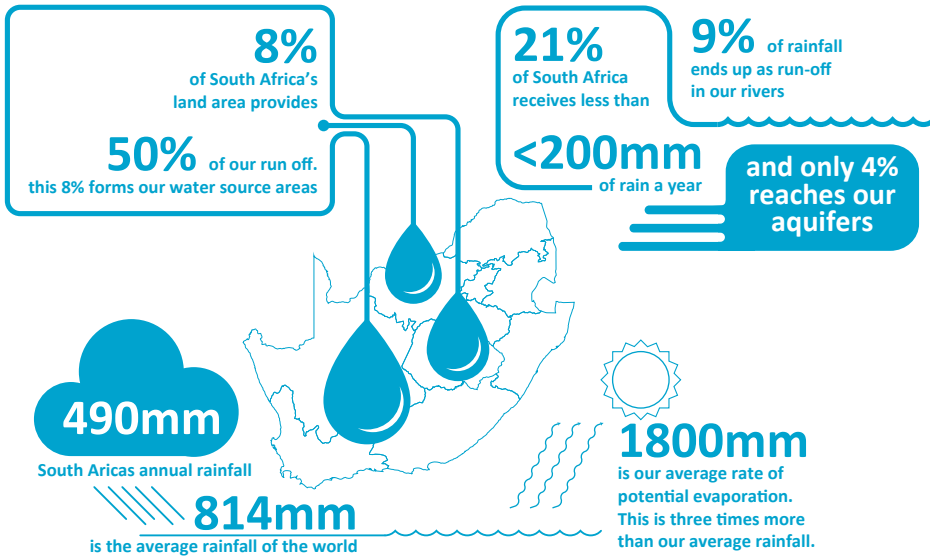 8%
of South Africa's
land area provides
50% of our run off.
this 8% forms our water source areas
21%
of South Africa
receives less than
<200mm
of rain a year
9% of rainfall
ends up as run-off
in our rivers
and only 4%
reaches our
aquifers
490mm
South Aricas annual rainfall
814mm
is the average rainfall of the world
1800mm
is our average rate of
potential evaporation.
This is three times more
than our average rainfall.